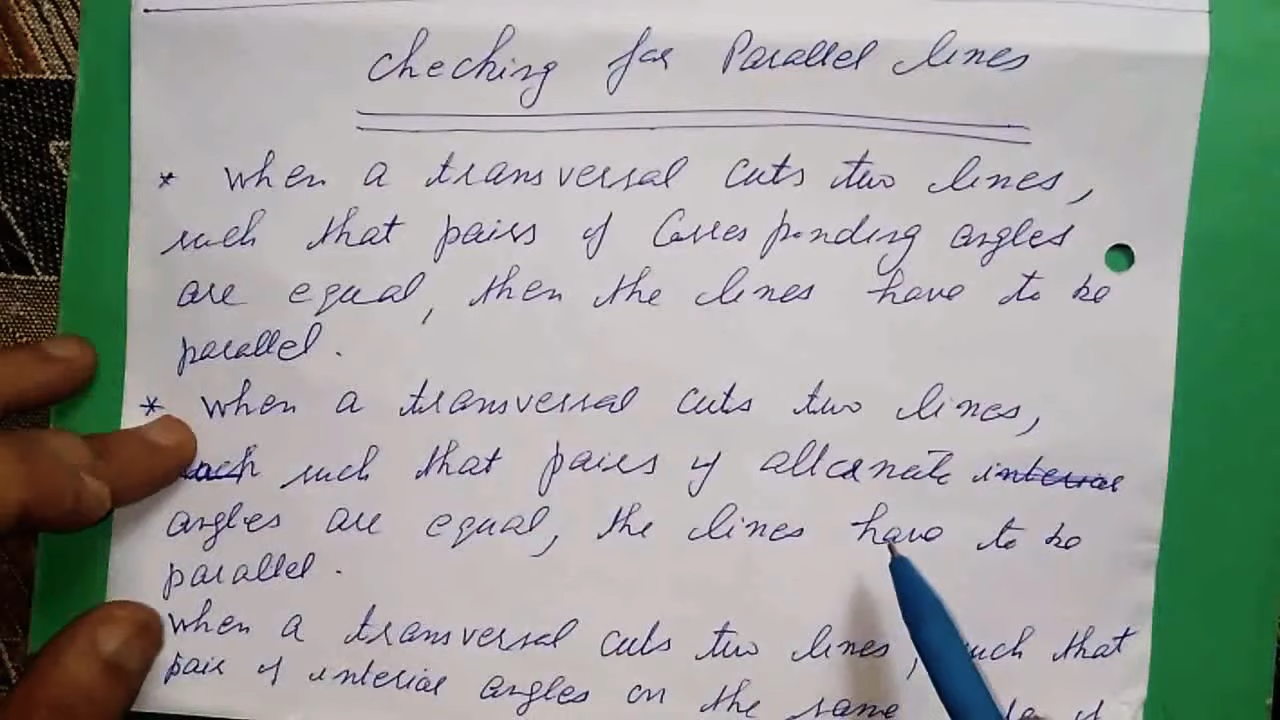 Checking for Parallel lines
* When a transversal cuts two lines,
such that pairs of Corresponding angles
are equal, then the lines have to be
parallel.
* When a transversal cuts two lines,
such that pairs of alternate interior
angles are equal, the lines have to be
parallel.
When a transversal cuts two lines, such that
pair of interior angles on the same